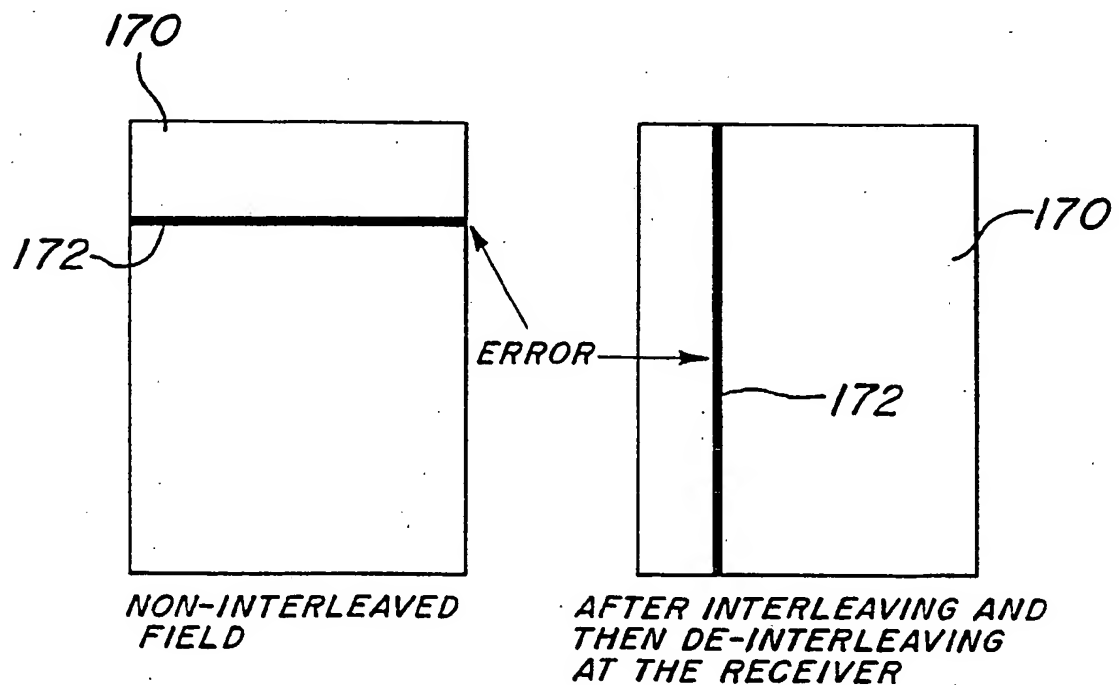 170
170
172
ERROR
172
NON-INTERLEAVED
FIELD
AFTER INTERLEAVING AND
THEN DE-INTERLEAVING
AT THE RECEIVER